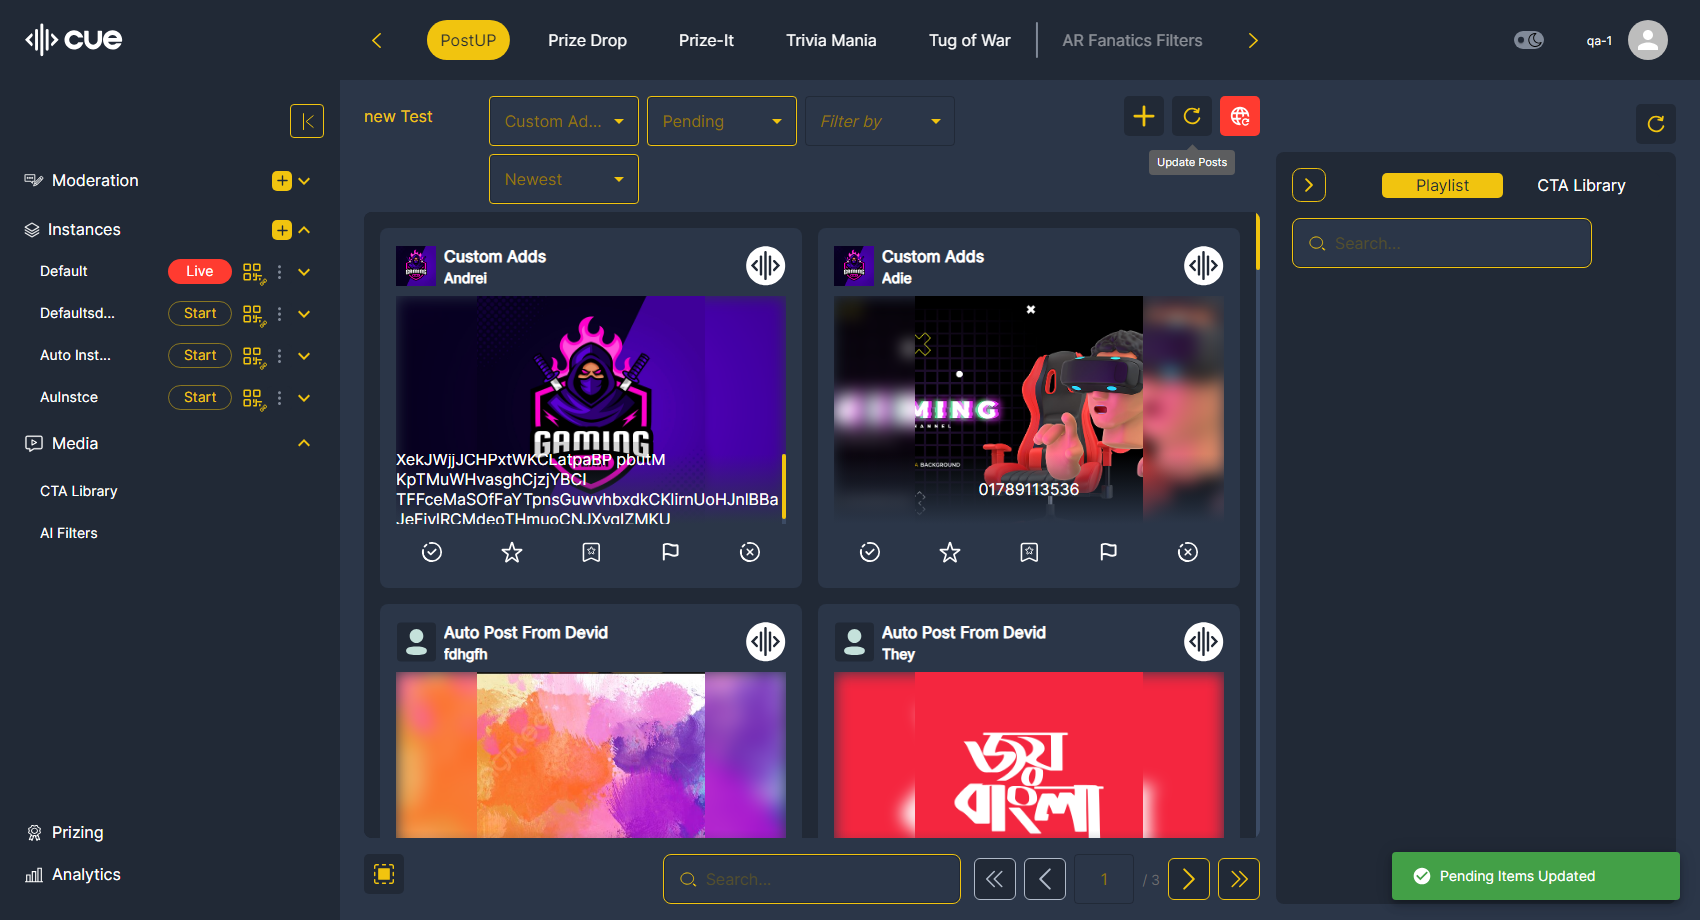 cue
PostUP
Prize Drop
Prize-It
Trivia Mania
Tug of War
AR Fanatics Filters
qa-1
new Test
Custom Ad...
Pending
Filter by
Newest
Update Posts
Moderation
Instances
Default
Live
Defaultsd...
Start
Auto Inst...
Start
AuInstce
Start
Media
CTA Library
AI Filters
Prizing
Analytics
Custom Adds
Andrei
GAMING
XekJWjjJCHPxtWKCLatpaBP pbutM
KpTMuWHvasghCjzjYBCI
TFFceMaSOfFaYTpnsGuwvhbxdkCKlirnUoHJnlBBa
Custom Adds
Adie
MING
ANNEL
BACKGROUND
01789113536
Auto Post From Devid
fdhgfh
Auto Post From Devid
They
জয়
বাংলা
Search...
1
/ 3
Playlist
CTA Library
Search...
Pending Items Updated